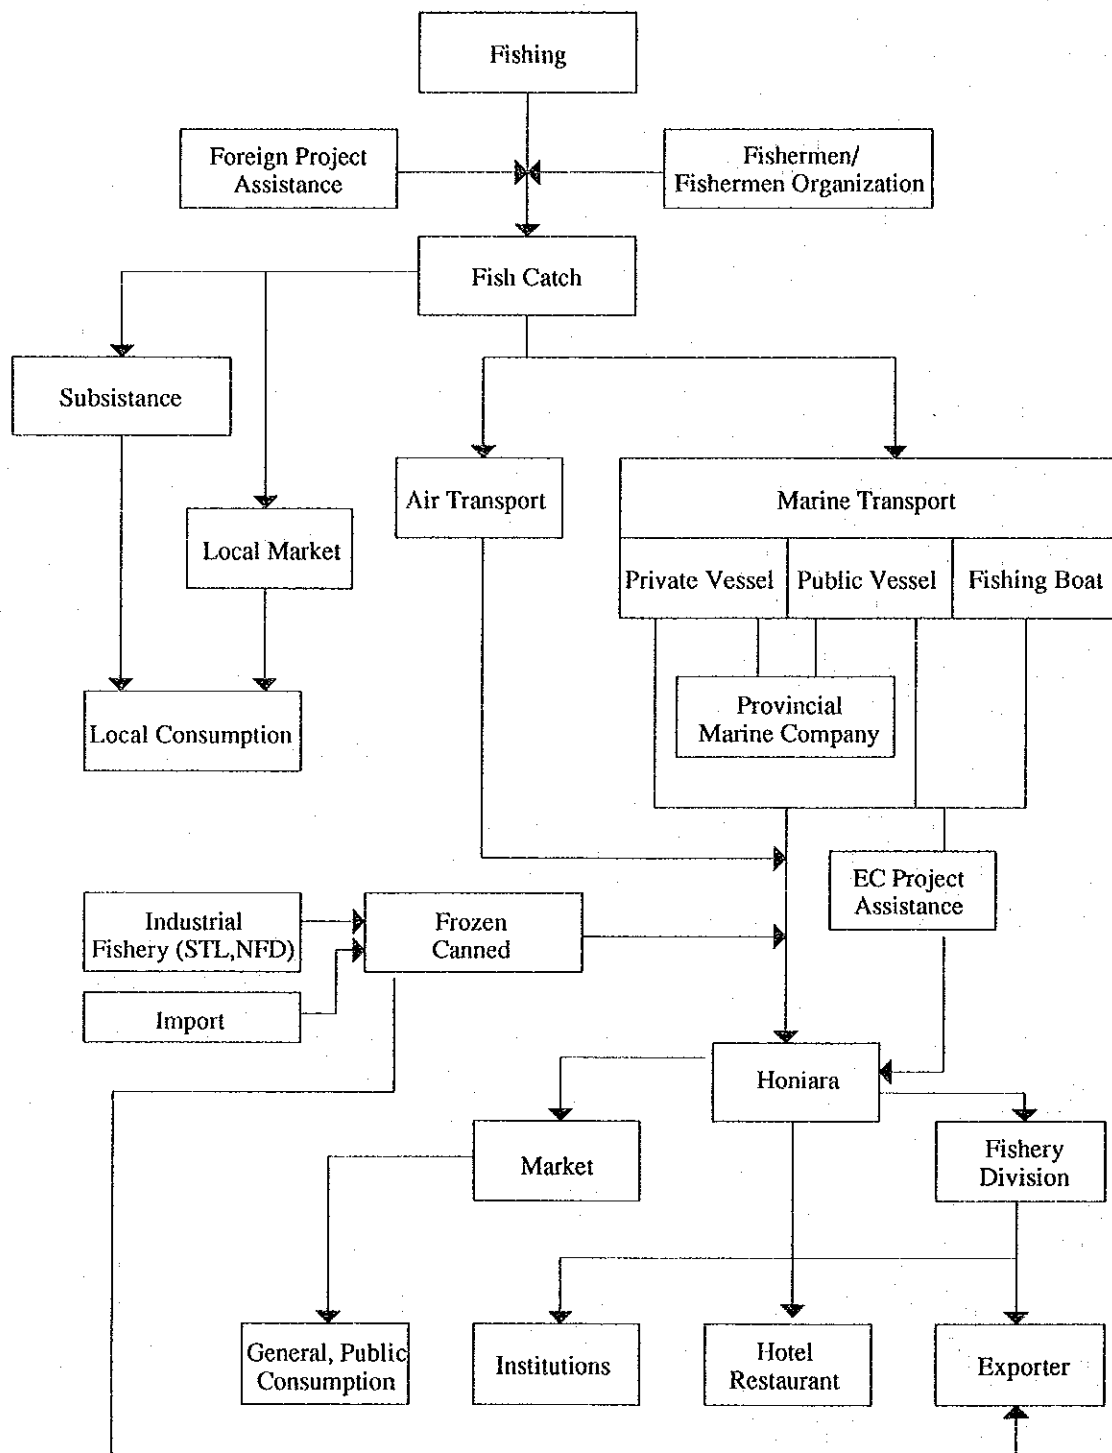 Fishing
Foreign Project
Assistance
Fishermen/
Fishermen Organization
Fish Catch
Subsistance
Air Transport
Marine Transport
Local Market
Private Vessel
Public Vessel
Fishing Boat
Provincial
Marine Company
Local Consumption
EC Project
Assistance
Industrial
Fishery (STL,NFD)
Frozen
Canned
Import
Honiara
Market
Fishery
Division
General, Public
Consumption
Institutions
Hotel
Restaurant
Exporter